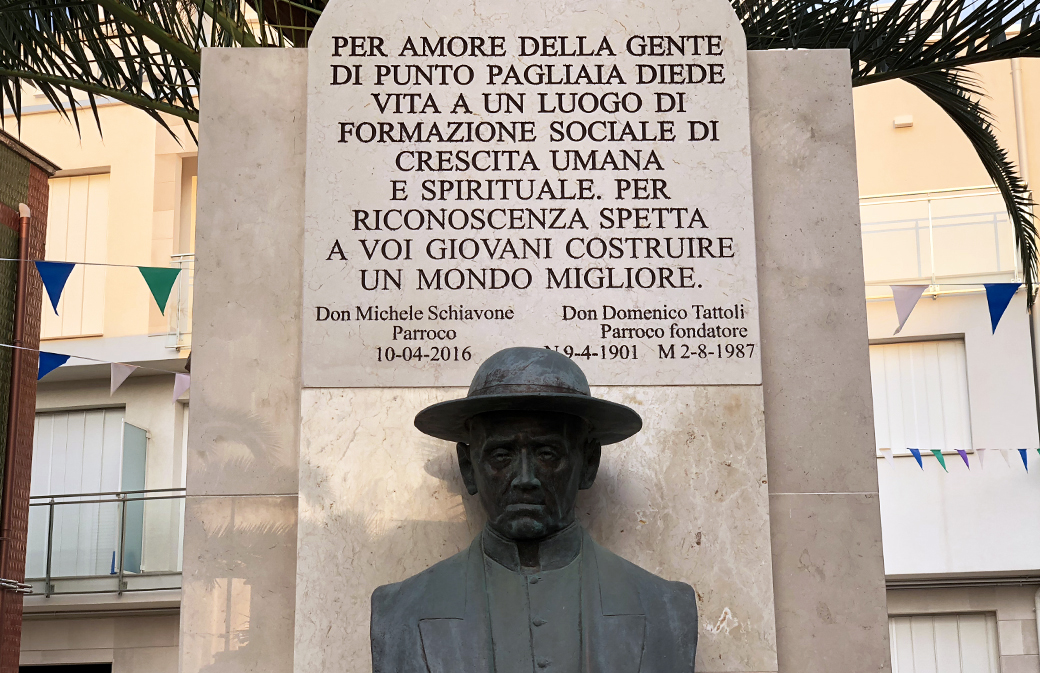 PER AMORE DELLA GENTE
DI PUNTO PAGLIAIA DIEDE
VITA A UN LUOGO DI
FORMAZIONE SOCIALE DI
CRESCITA UMANA
E SPIRITUALE. PER
RICONOSCENZA SPETTA
A VOI GIOVANI COSTRUIRE
UN MONDO MIGLIORE.
Don Michele Schiavone Don Domenico Tattoli
Parroco Parroco fondatore
10-04-2016 N 9-4-1901 M 2-8-1987